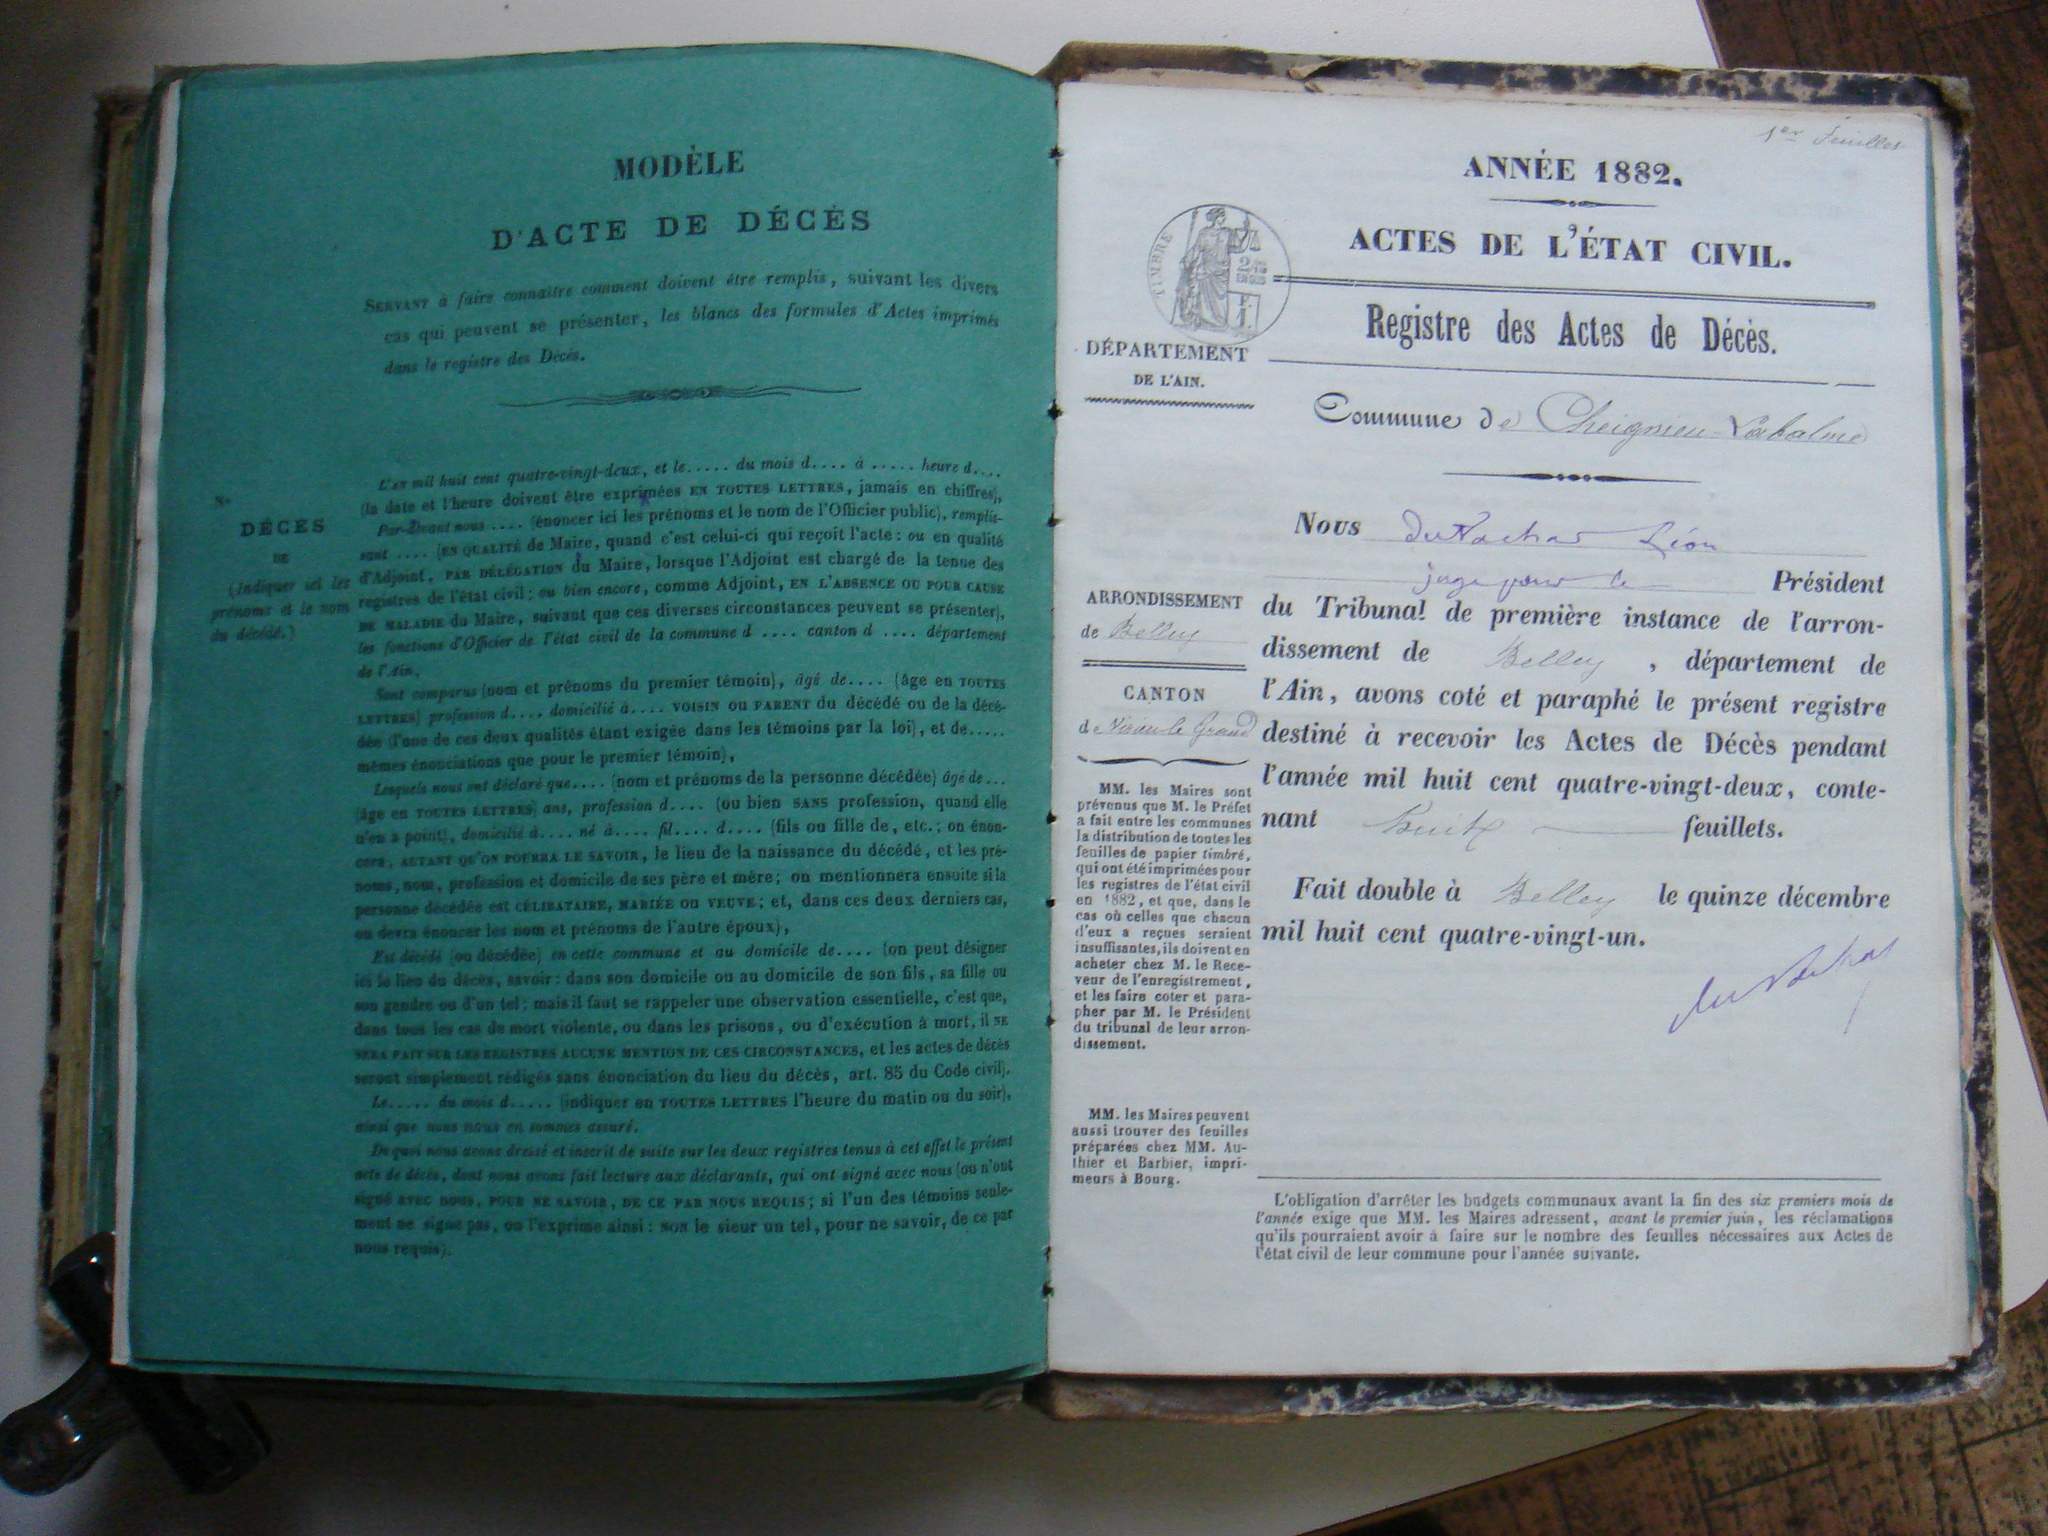 MODÈLE
D'ACTE DE DÉCÈS
SERVANT à faire connaître comment doivent être remplis, suivant les divers
cas qui peuvent se présenter, les blancs des formules d'Actes imprimés
dans le registre des Décès.
N°
DÉCÈS
DE
(Indiquer ici les
prénoms et le nom
du décédé.)
L'an mil huit cent quatre-vingt-deux, et le..... du mois d.... à ..... heure d....
(la date et l'heure doivent être exprimées EN TOUTES LETTRES, jamais en chiffres),
Par-Devant nous .... (énoncer ici les prénoms et le nom de l'Officier public), remplis-
sant .... (EN QUALITÉ de Maire, quand c'est celui-ci qui reçoit l'acte: ou en qualité
d'Adjoint, PAR DÉLÉGATION du Maire, lorsque l'Adjoint est chargé de la tenue des
registres de l'état civil; ou bien encore, comme Adjoint, EN L'ABSENCE OU POUR CAUSE
DE MALADIE du Maire, suivant que ces diverses circonstances peuvent se présenter),
les fonctions d'Officier de l'état civil de la commune d .... canton d .... département
de l'Ain,
Sont comparus (nom et prénoms du premier témoin), âgé de.... (âge en TOUTES
LETTRES) profession d.... domicilié à.... VOISIN OU PARENT du décédé ou de la décé-
dée (l'une de ces deux qualités étant exigée dans les témoins par la loi), et de.....
mêmes énonciations que pour le premier témoin),
Lesquels nous ont déclaré que.... (nom et prénoms de la personne décédée) âgé de...
(âge en TOUTES LETTRES) ans, profession d.... (ou bien SANS profession, quand elle
n'en a point), domicilié à.... né à.... fil.... d.... (fils ou fille de, etc.; on énon-
cera, AUTANT QU'ON POURRA LE SAVOIR, le lieu de la naissance du décédé, et les pré-
noms, nom, profession et domicile de ses père et mère; on mentionnera ensuite si la
personne décédée est CÉLIBATAIRE, MARIÉE OU VEUVE; et, dans ces deux derniers cas,
on devra énoncer les nom et prénoms de l'autre époux),
Est décédé (ou décédée) en cette commune et au domicile de.... (on peut désigner
ici le lieu du décès, savoir: dans son domicile ou au domicile de son fils, sa fille ou
son gendre ou d'un tel; mais il faut se rappeler une observation essentielle, c'est que,
dans tous les cas de mort violente, ou dans les prisons, ou d'exécution à mort, il NE
SERA FAIT SUR LES REGISTRES AUCUNE MENTION DE CES CIRCONSTANCES, et les actes de décès
seront simplement rédigés sans énonciation du lieu du décès, art. 85 du Code civil).
Le..... du mois d..... (indiquer en TOUTES LETTRES l'heure du matin ou du soir),
ainsi que nous nous en sommes assuré.
De quoi nous avons dressé et inscrit de suite sur les deux registres tenus à cet effet le présent
acte de décès, dont nous avons fait lecture aux déclarants, qui ont signé avec nous (ou n'ont
signé AVEC NOUS, POUR NE SAVOIR, DE CE PAR NOUS REQUIS; si l'un des témoins seule-
ment ne signe pas, on l'exprime ainsi: NON le sieur un tel, pour ne savoir, de ce par
nous requis).
1er Feuillet
ANNÉE 1882.
ACTES DE L'ÉTAT CIVIL.
TIMBRE
Registre des Actes de Décès.
DÉPARTEMENT
DE L'AIN.
Commune de Cheignieu-Labalme
Nous Léon
juge pour le Président
du Tribunal de première instance de l'arron-
dissement de Belley, département de
l'Ain, avons coté et paraphé le présent registre
destiné à recevoir les Actes de Décès pendant
l'année mil huit cent quatre-vingt-deux, conte-
nant huit feuillets.
Fait double à Belley le quinze décembre
mil huit cent quatre-vingt-un.
ARRONDISSEMENT
de Belley
CANTON
de Virieu-le-Grand
MM. les Maires sont
prévenus que M. le Préfet
a fait entre les communes
la distribution de toutes les
feuilles de papier timbré,
qui ont été imprimées pour
les registres de l'état civil
en 1882, et que, dans le
cas où celles que chacun
d'eux a reçues seraient
insuffisantes, ils doivent en
acheter chez M. le Rece-
veur de l'enregistrement,
et les faire coter et para-
pher par M. le Président
du tribunal de leur arron-
dissement.
MM. les Maires peuvent
aussi trouver des feuilles
préparées chez MM. Au-
thier et Barbier, impri-
meurs à Bourg.
L'obligation d'arrêter les budgets communaux avant la fin des six premiers mois de
l'année exige que MM. les Maires adressent, avant le premier juin, les réclamations
qu'ils pourraient avoir à faire sur le nombre des feuilles nécessaires aux Actes de
l'état civil de leur commune pour l'année suivante.